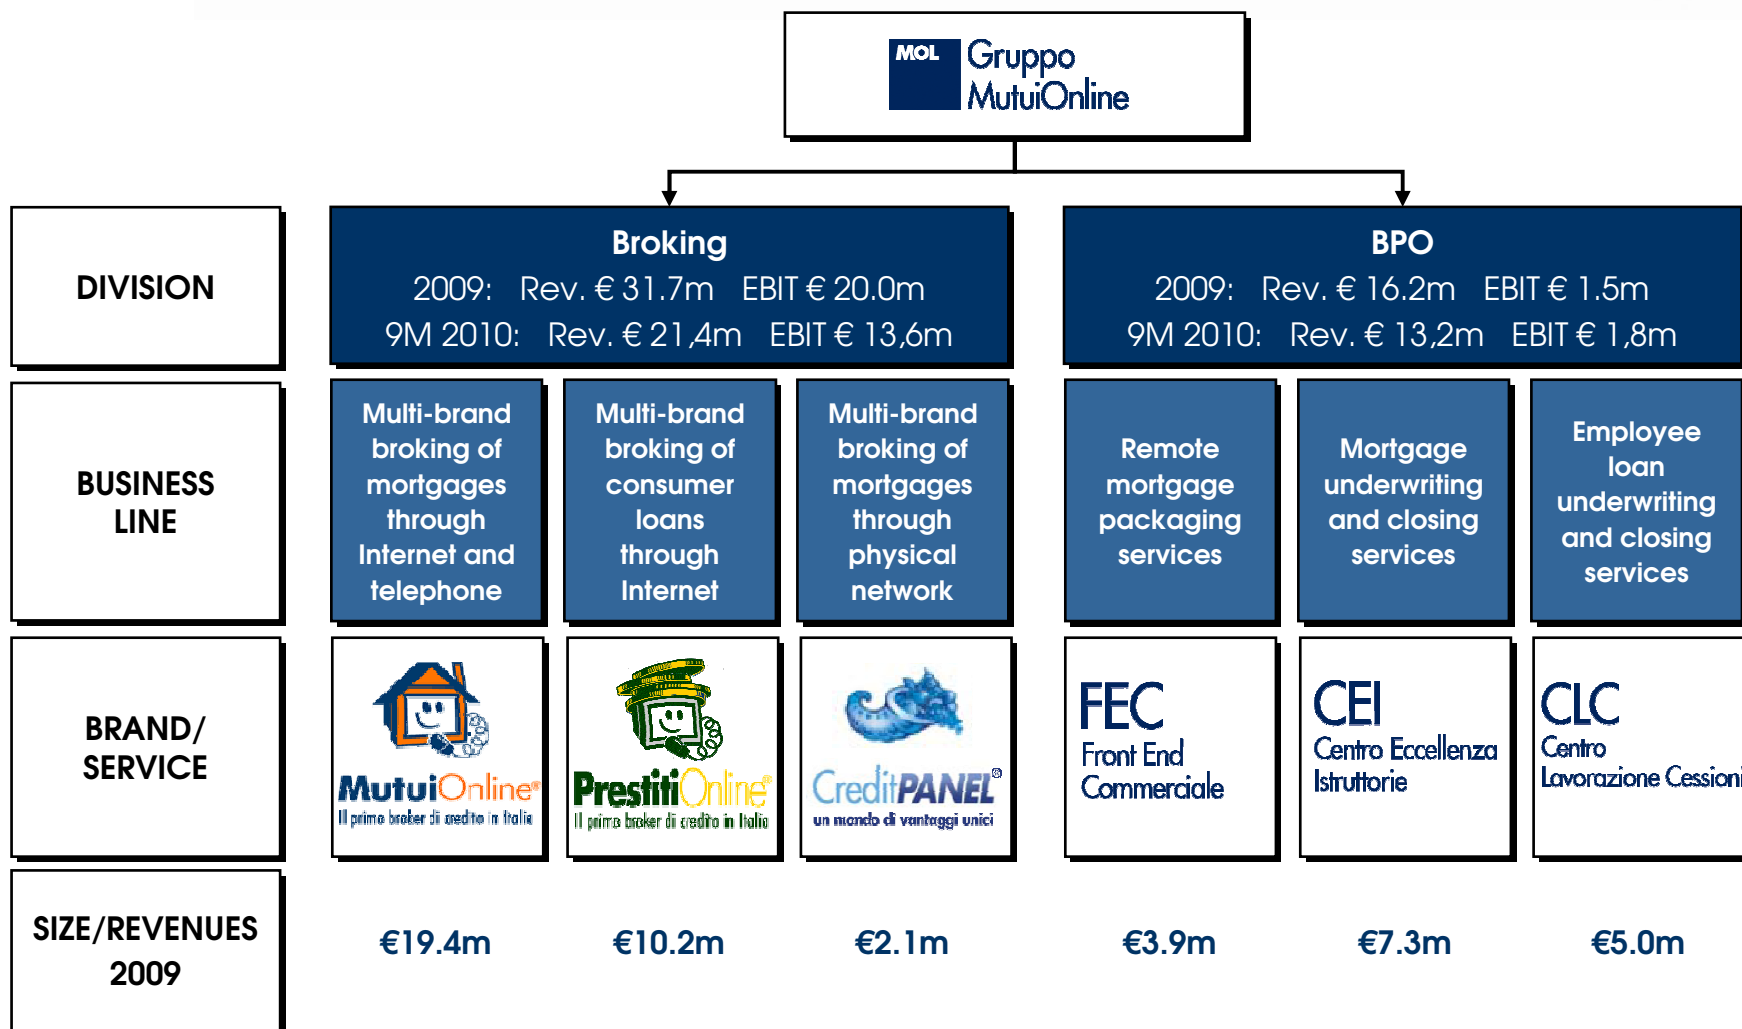 MOL Gruppo
MutuiOnline
DIVISION
Broking
2009: Rev. € 31.7m EBIT € 20.0m
9M 2010: Rev. € 21,4m EBIT € 13,6m
BPO
2009: Rev. € 16.2m EBIT € 1.5m
9M 2010: Rev. € 13,2m EBIT € 1,8m
BUSINESS
LINE
Multi-brand
broking of
mortgages
through
Internet and
telephone
Multi-brand
broking of
consumer
loans
through
Internet
Multi-brand
broking of
mortgages
through
physical
network
Remote
mortgage
packaging
services
Mortgage
underwriting
and closing
services
Employee
loan
underwriting
and closing
services
BRAND/
SERVICE
MutuiOnline®
Il primo broker di credito in Italia
PrestitiOnline®
Il primo broker di credito in Italia
CreditPANEL®
un mondo di vantaggi unici
FEC
Front End
Commerciale
CEI
Centro Eccellenza
Istruttorie
CLC
Centro
Lavorazione Cessioni
SIZE/REVENUES
2009
€19.4m
€10.2m
€2.1m
€3.9m
€7.3m
€5.0m